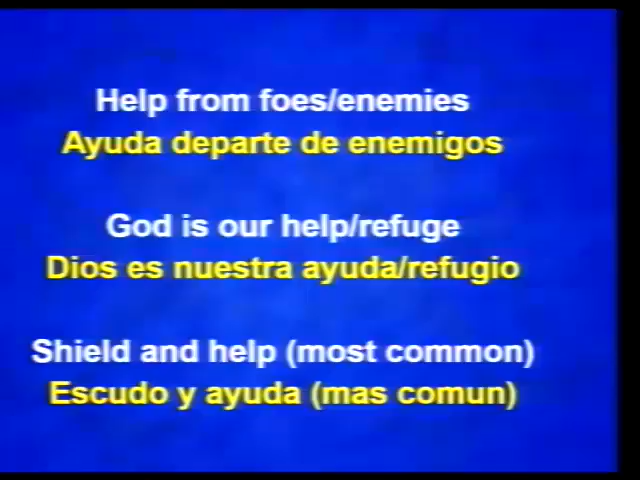 Help from foes/enemies
Ayuda departe de enemigos
God is our help/refuge
Dios es nuestra ayuda/refugio
Shield and help (most common)
Escudo y ayuda (mas comun)